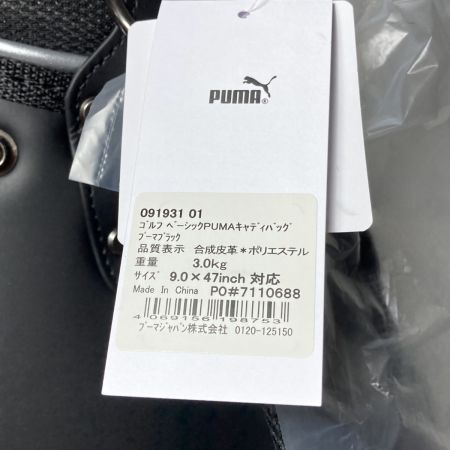 PUMA®
091931 01
ｺﾞﾙﾌ ﾍﾞｰｼｯｸPUMAｷｬﾃﾞｨﾊﾞｯｸﾞ
ﾌﾟｰﾏﾌﾞﾗｯｸ
品質表示 合成皮革＊ポリエステル
重量 3.0kg
ｻｲｽﾞ 9.0×47inch 対応
Made In China PO#7110688
4069156198753
プーマジャパン株式会社 0120-125150